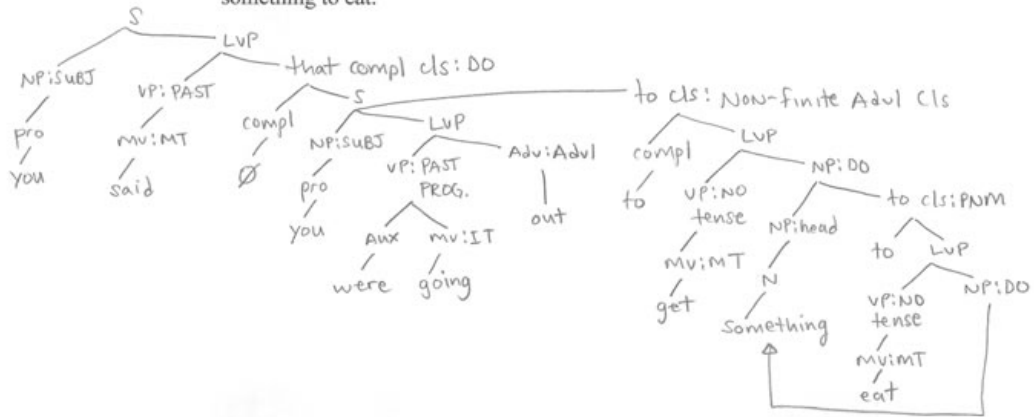 something to eat.
S
LVP
NP:SUBJ
that compl cls: DO
VP: PAST
to cls: Non-finite Advl Cls
S
compl
pro
LVP
LVP
mv:MT
NP:SUBJ
compl
Adv:Advl
VP: PAST
PROG.
NP:DO
you
said
∅
pro
to
VP:NO
tense
to cls:PNM
out
NP:head
you
Aux
mv:IT
to
LVP
mv:MT
N
were
going
VP:NO
tense
NP:DO
get
something
mv:MT
eat